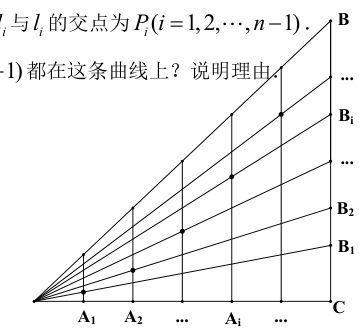 与 l_i 的交点为 P_i(i = 1, 2, ⋯, n − 1) .
−1) 都在这条曲线上？说明理由.
B
...
B_i
...
B_2
B_1
C
A_1 A_2 ... A_i ...